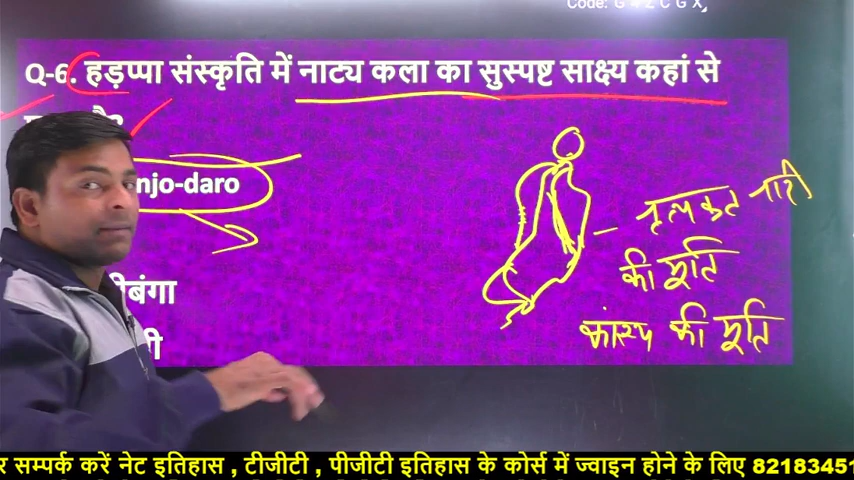 Code: G 4 Z C G X
Q-6. हड़प्पा संस्कृति में नाट्य कला का सुस्पष्ट साक्ष्य कहां से
njo-daro
बंगा
नृत्य करत नारी
की मूर्ति
कांस्य की मूर्ति
र सम्पर्क करें नेट इतिहास , टीजीटी , पीजीटी इतिहास के कोर्स में ज्वाइन होने के लिए 82183451